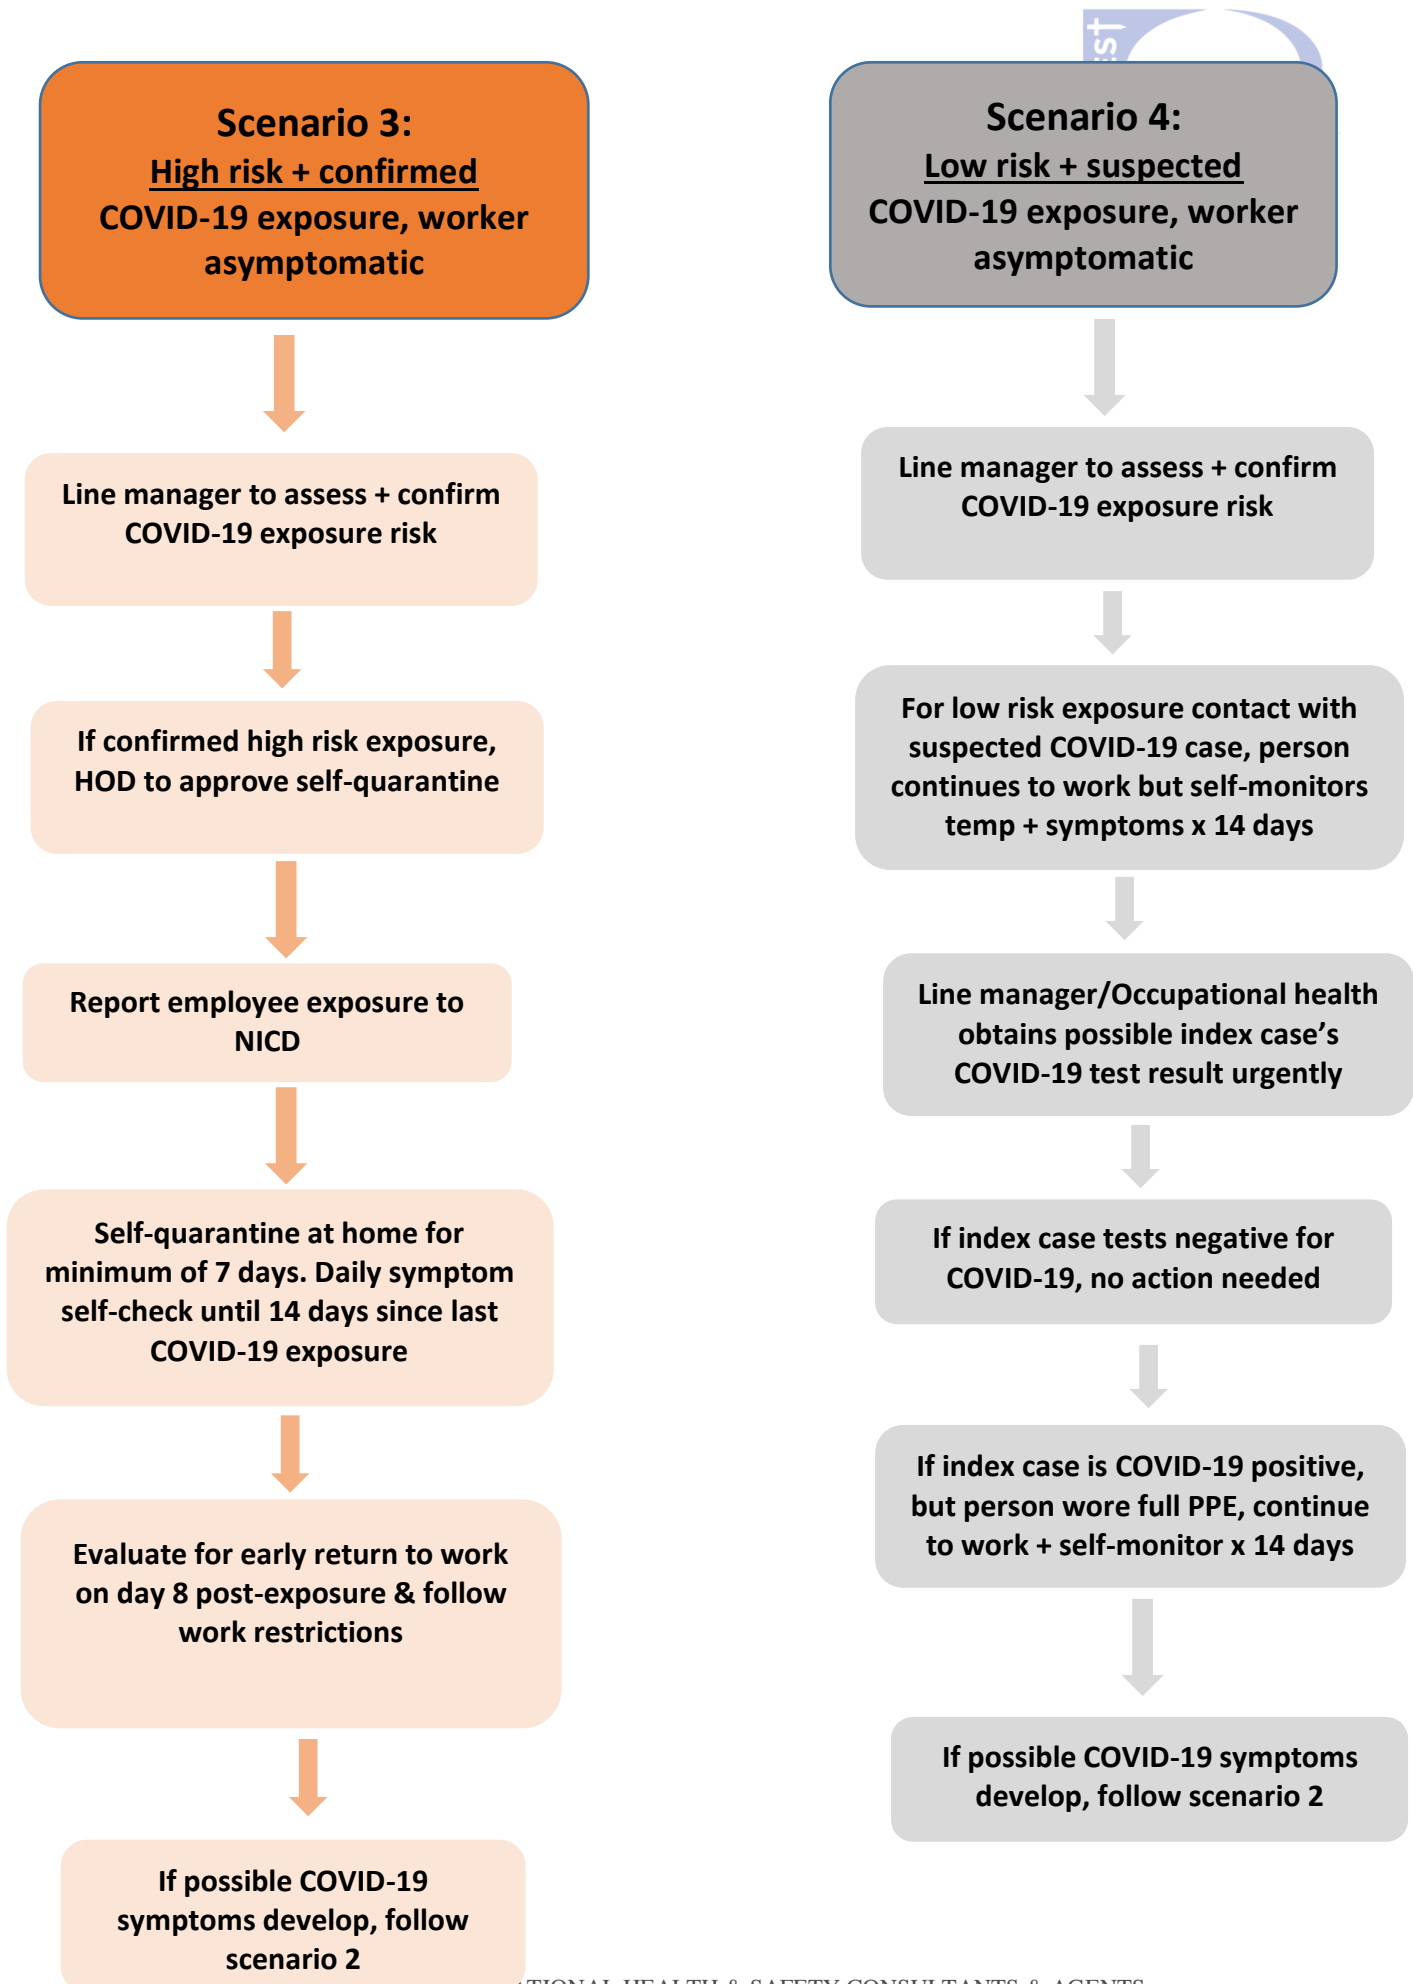 Scenario 3:
High risk + confirmed
COVID-19 exposure, worker
asymptomatic
Line manager to assess + confirm
COVID-19 exposure risk
If confirmed high risk exposure,
HOD to approve self-quarantine
Report employee exposure to
NICD
Self-quarantine at home for
minimum of 7 days. Daily symptom
self-check until 14 days since last
COVID-19 exposure
Evaluate for early return to work
on day 8 post-exposure & follow
work restrictions
If possible COVID-19
symptoms develop, follow
scenario 2
Scenario 4:
Low risk + suspected
COVID-19 exposure, worker
asymptomatic
Line manager to assess + confirm
COVID-19 exposure risk
For low risk exposure contact with
suspected COVID-19 case, person
continues to work but self-monitors
temp + symptoms x 14 days
Line manager/Occupational health
obtains possible index case’s
COVID-19 test result urgently
If index case tests negative for
COVID-19, no action needed
If index case is COVID-19 positive,
but person wore full PPE, continue
to work + self-monitor x 14 days
If possible COVID-19 symptoms
develop, follow scenario 2
HEALTH & SAFETY CONSULTANTS & AGENTS